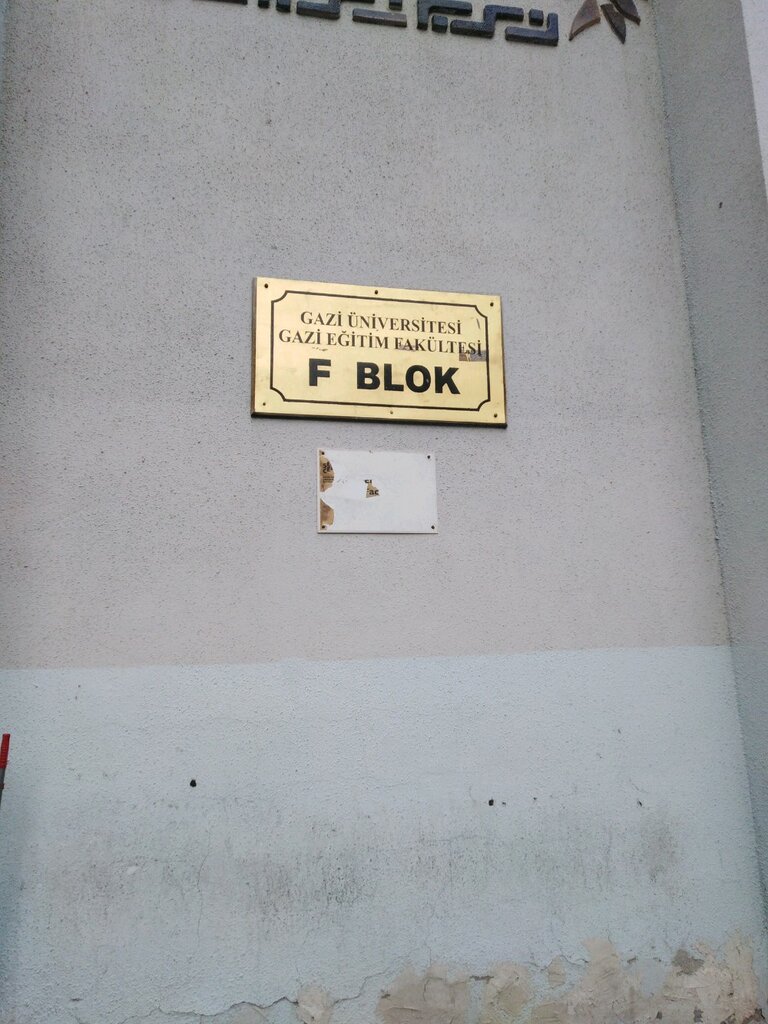 GAZİ ÜNİVERSİTESİ
GAZİ EĞİTİM FAKÜLTESİ
F BLOK